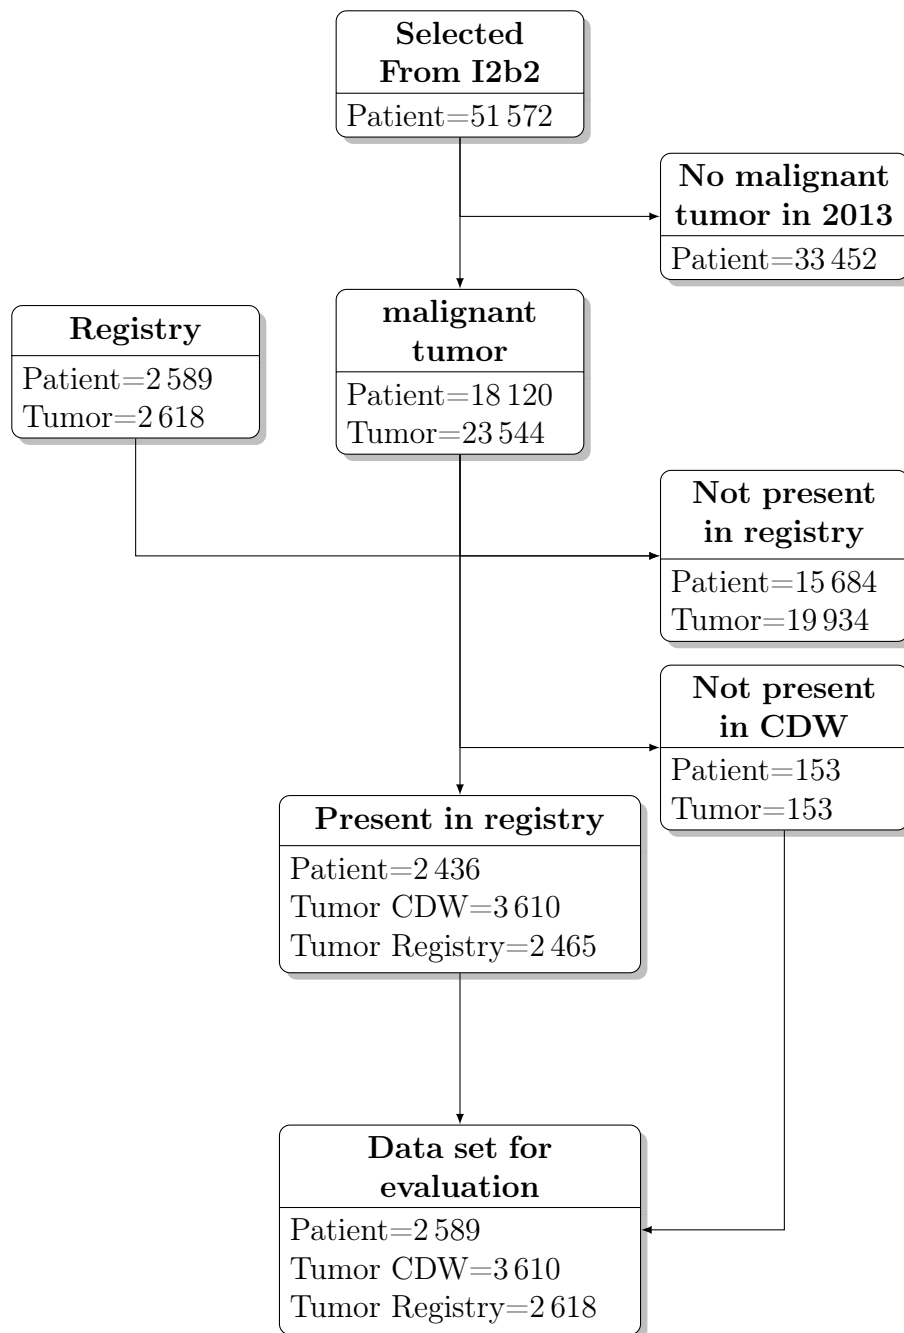 Selected
From I2b2
Patient=51 572
No malignant
tumor in 2013
Patient=33 452
Registry
Patient=2 589
Tumor=2 618
malignant
tumor
Patient=18 120
Tumor=23 544
Not present
in registry
Patient=15 684
Tumor=19 934
Not present
in CDW
Patient=153
Tumor=153
Present in registry
Patient=2 436
Tumor CDW=3 610
Tumor Registry=2 465
Data set for
evaluation
Patient=2 589
Tumor CDW=3 610
Tumor Registry=2 618